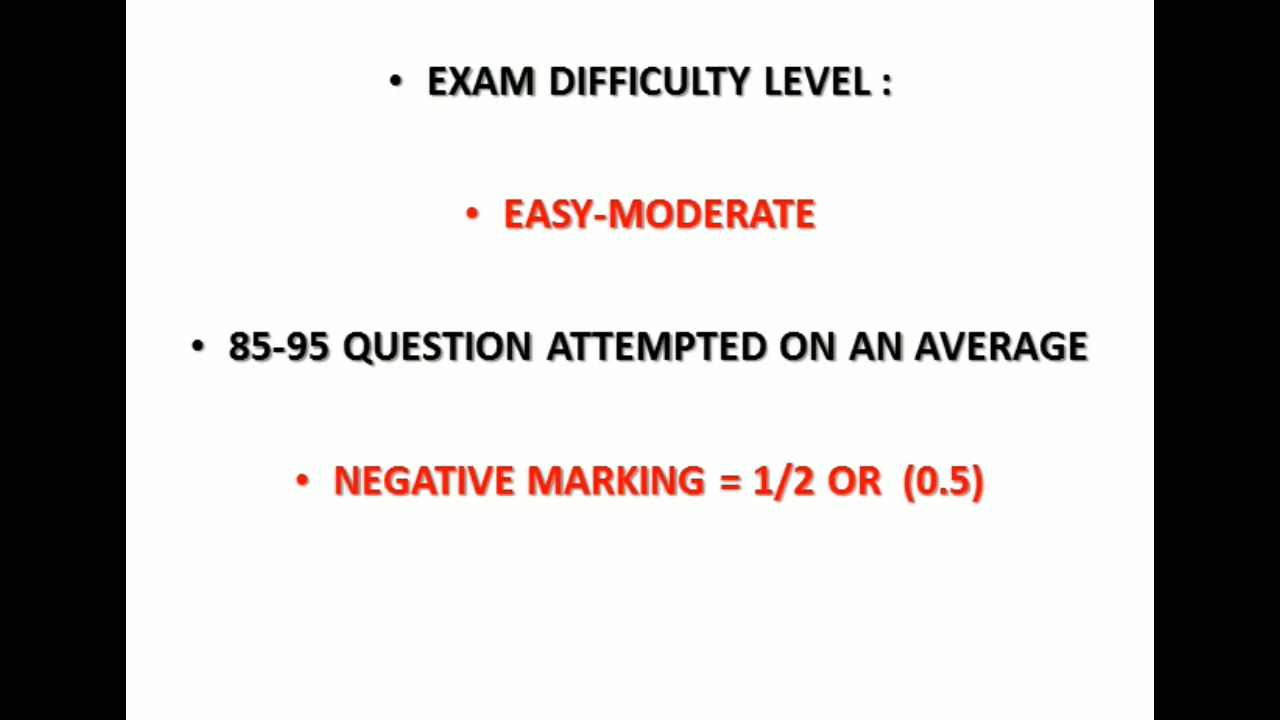 • EXAM DIFFICULTY LEVEL :
• EASY-MODERATE
• 85-95 QUESTION ATTEMPTED ON AN AVERAGE
• NEGATIVE MARKING = 1/2 OR (0.5)